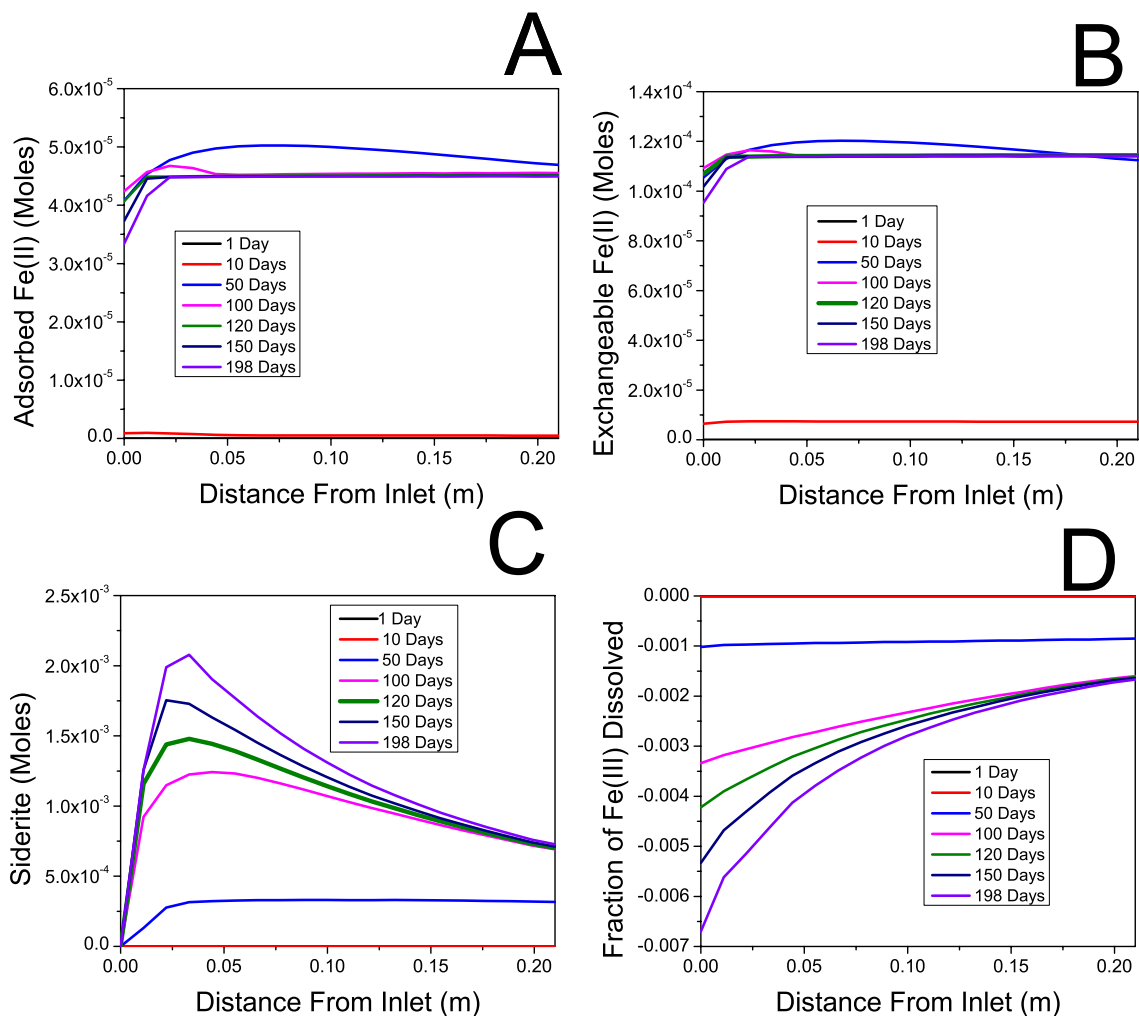 A
6.0x10⁻⁵
5.0x10⁻⁵
4.0x10⁻⁵
3.0x10⁻⁵
2.0x10⁻⁵
1.0x10⁻⁵
0.0
Adsorbed Fe(II) (Moles)
1 Day
10 Days
50 Days
100 Days
120 Days
150 Days
198 Days
0.00
0.05
0.10
0.15
0.20
Distance From Inlet (m)
B
1.4x10⁻⁴
1.2x10⁻⁴
1.0x10⁻⁴
8.0x10⁻⁵
6.0x10⁻⁵
4.0x10⁻⁵
2.0x10⁻⁵
0.0
Exchangeable Fe(II) (Moles)
1 Day
10 Days
50 Days
100 Days
120 Days
150 Days
198 Days
0.00
0.05
0.10
0.15
0.20
Distance From Inlet (m)
C
2.5x10⁻³
2.0x10⁻³
1.5x10⁻³
1.0x10⁻³
5.0x10⁻⁴
0.0
Siderite (Moles)
1 Day
10 Days
50 Days
100 Days
120 Days
150 Days
198 Days
0.00
0.05
0.10
0.15
0.20
Distance From Inlet (m)
D
0.000
-0.001
-0.002
-0.003
-0.004
-0.005
-0.006
-0.007
Fraction of Fe(III) Dissolved
1 Day
10 Days
50 Days
100 Days
120 Days
150 Days
198 Days
0.00
0.05
0.10
0.15
0.20
Distance From Inlet (m)